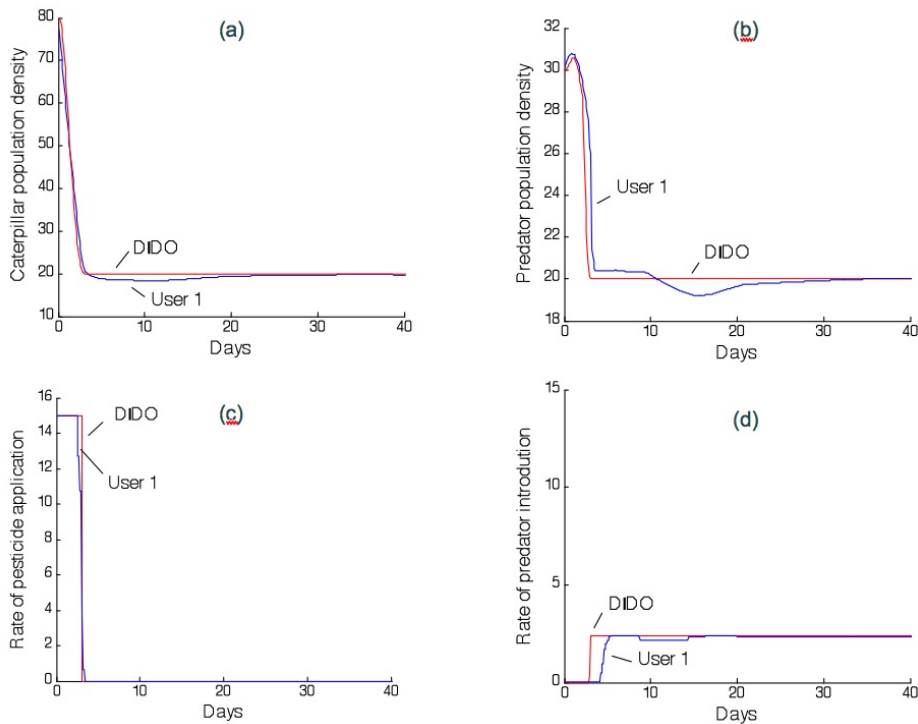 (a)
Caterpillar population density
80
70
60
50
40
30
20
10
DIDO
User 1
0
10
20
30
40
Days
(b)
Predator population density
32
30
28
26
24
22
20
18
User 1
DIDO
0
10
20
30
40
Days
(c)
Rate of pesticide application
16
14
12
10
8
6
4
2
0
DIDO
User 1
0
10
20
30
40
Days
(d)
Rate of predator introdution
15
10
5
0
DIDO
User 1
0
10
20
30
40
Days